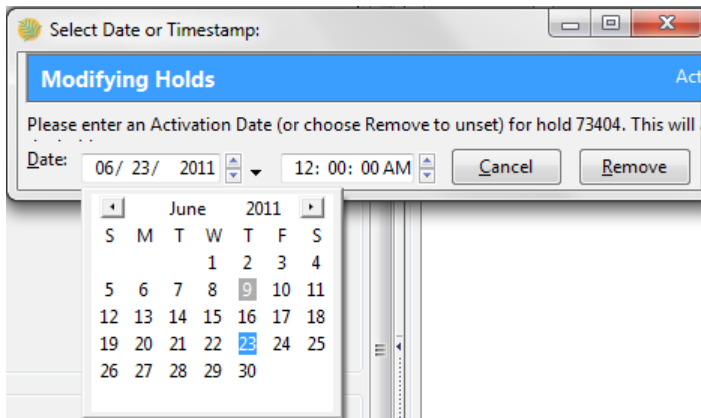 Select Date or Timestamp:
Modifying Holds Act
Please enter an Activation Date (or choose Remove to unset) for hold 73404. This will
Date: 06/ 23/ 2011 12: 00: 00 AM Cancel Remove
June 2011
S M T W T F S
1 2 3 4
5 6 7 8 9 10 11
12 13 14 15 16 17 18
19 20 21 22 23 24 25
26 27 28 29 30